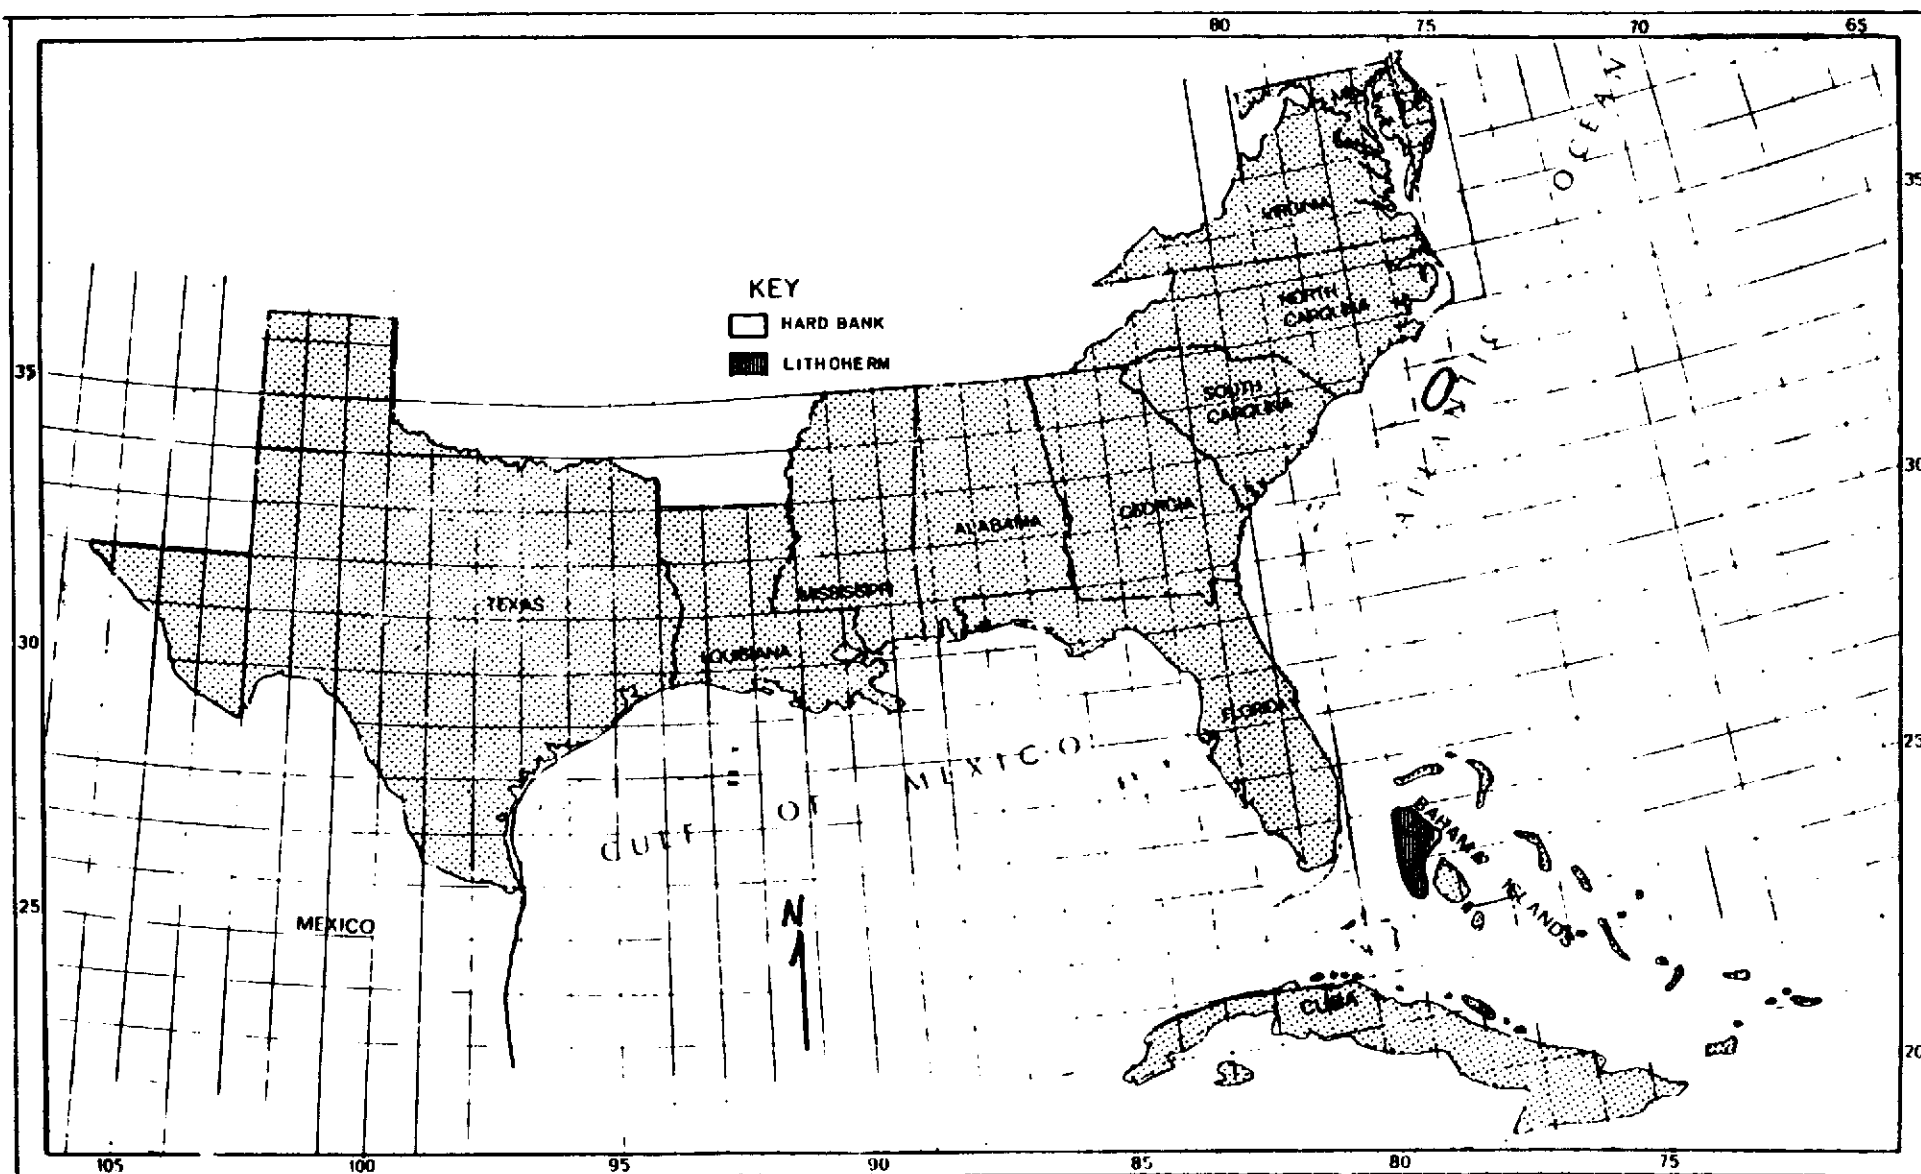 80 75 70 65
OCEAN
VIRGINIA
35
KEY
HARD BANK
LITHOHERM
NORTH
CAROLINA
ATLANTIC
35
SOUTH
CAROLINA
30
GEORGIA
ALABAMA
MISSISSIPPI
TEXAS
30
LOUISIANA
FLORIDA
GULF OF MEXICO
BAHAMA
ISLANDS
25
MEXICO
N
CUBA
20
105 100 95 90 85 80 75